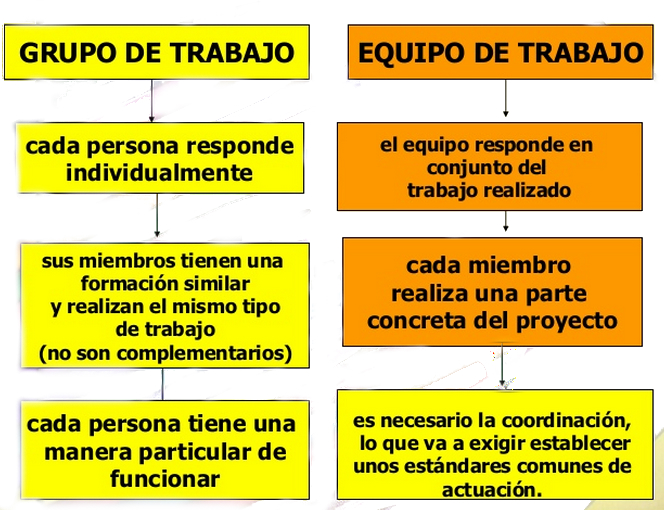 GRUPO DE TRABAJO
cada persona responde
individualmente
sus miembros tienen una
formación similar
y realizan el mismo tipo
de trabajo
(no son complementarios)
cada persona tiene una
manera particular de
funcionar
EQUIPO DE TRABAJO
el equipo responde en
conjunto del
trabajo realizado
cada miembro
realiza una parte
concreta del proyecto
es necesario la coordinación,
lo que va a exigir establecer
unos estándares comunes de
actuación.